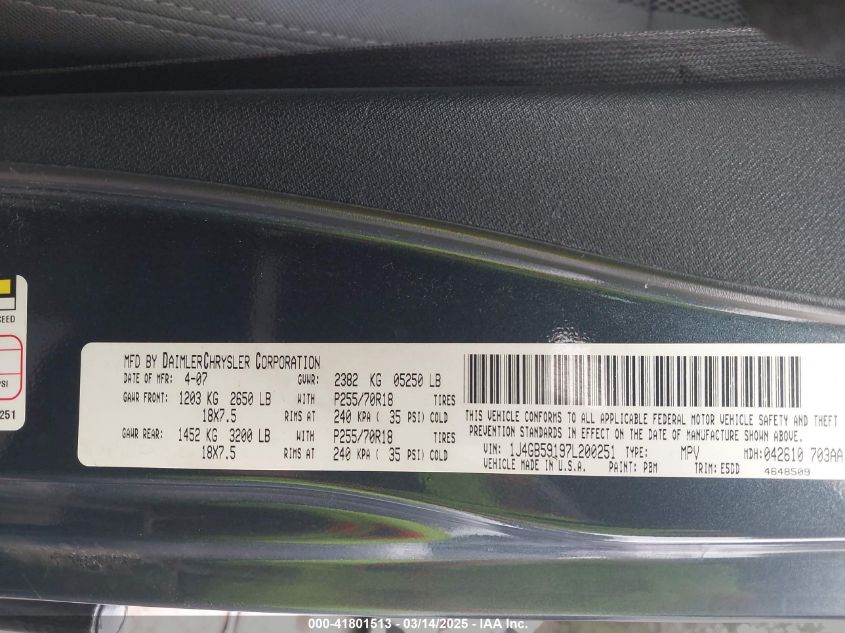 CEED
PSI
251
MFD BY DAIMLERCHRYSLER CORPORATION
DATE OF MFR: 4-07 GVWR: 2382 KG 05250 LB
GAWR FRONT: 1203 KG 2650 LB WITH P255/70R18 TIRES
18X7.5 RIMS AT 240 KPA ( 35 PSI) COLD
GAWR REAR: 1452 KG 3200 LB WITH P255/70R18 TIRES
18X7.5 RIMS AT 240 KPA ( 35 PSI) COLD
THIS VEHICLE CONFORMS TO ALL APPLICABLE FEDERAL MOTOR VEHICLE SAFETY AND THEFT
PREVENTION STANDARDS IN EFFECT ON THE DATE OF MANUFACTURE SHOWN ABOVE.
VIN: 1J4GB59197L200251 TYPE: MPV MDH: 042610 703AA
VEHICLE MADE IN U.S.A. PAINT: PBM TRIM: E5DD 4648509
000-41801513 - 03/14/2025 - IAA Inc.